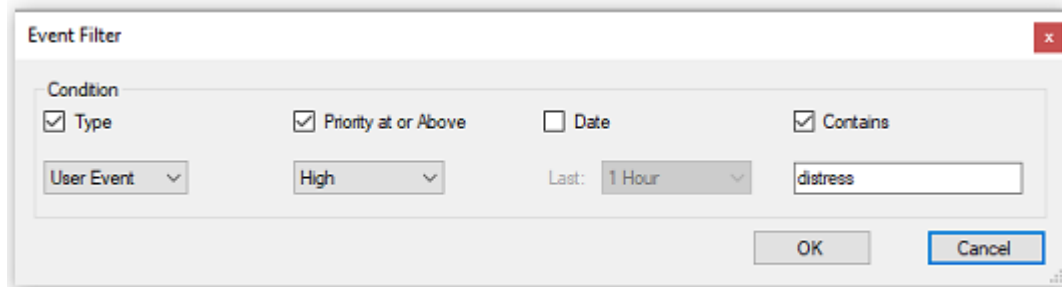 Event Filter
x
Condition
Type Priority at or Above Date Contains
User Event High Last: 1 Hour distress
OK Cancel